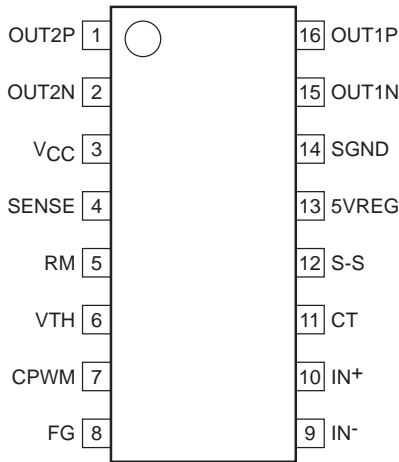 OUT2P 1 16 OUT1P
OUT2N 2 15 OUT1N
VCC 3 14 SGND
SENSE 4 13 5VREG
RM 5 12 S-S
VTH 6 11 CT
CPWM 7 10 IN+
FG 8 9 IN-